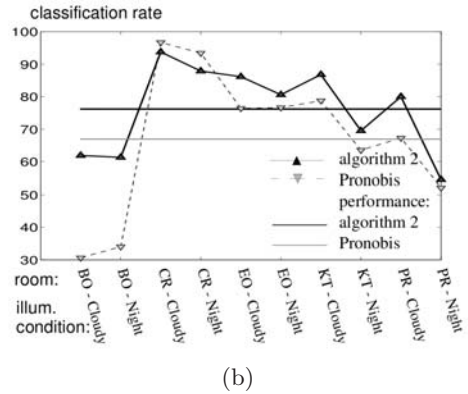 classification rate
100
90
80
70
60
50
40
30
algorithm 2
Pronobis
performance:
algorithm 2
Pronobis
room:
illum.
condition:
BO - Cloudy
BO - Night
CR - Cloudy
CR - Night
EO - Cloudy
EO - Night
KT - Cloudy
KT - Night
PR - Cloudy
PR - Night
(b)